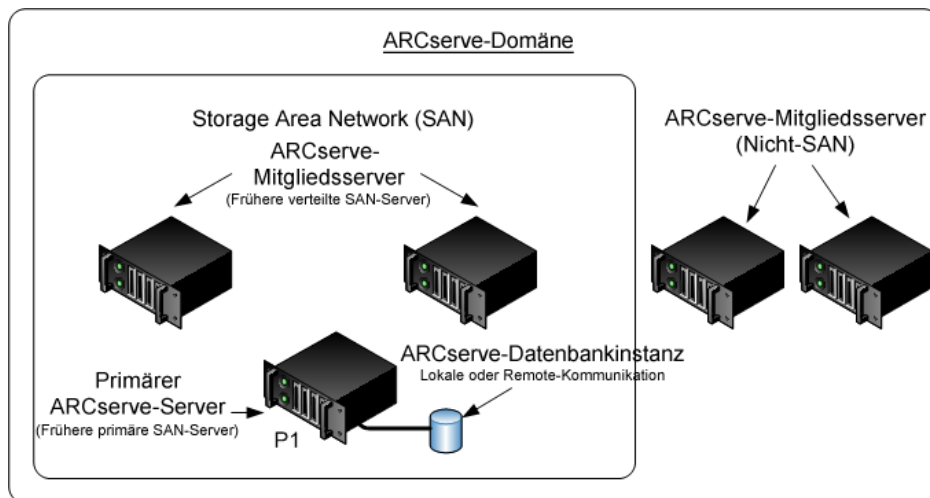 ARCserve-Domäne
Storage Area Network (SAN)
ARCserve-
Mitgliedsserver
(Frühere verteilte SAN-Server)
ARCserve-Mitgliedsserver
(Nicht-SAN)
Primärer
ARCserve-Server
(Frühere primäre SAN-Server)
P1
ARCserve-Datenbankinstanz
Lokale oder Remote-Kommunikation